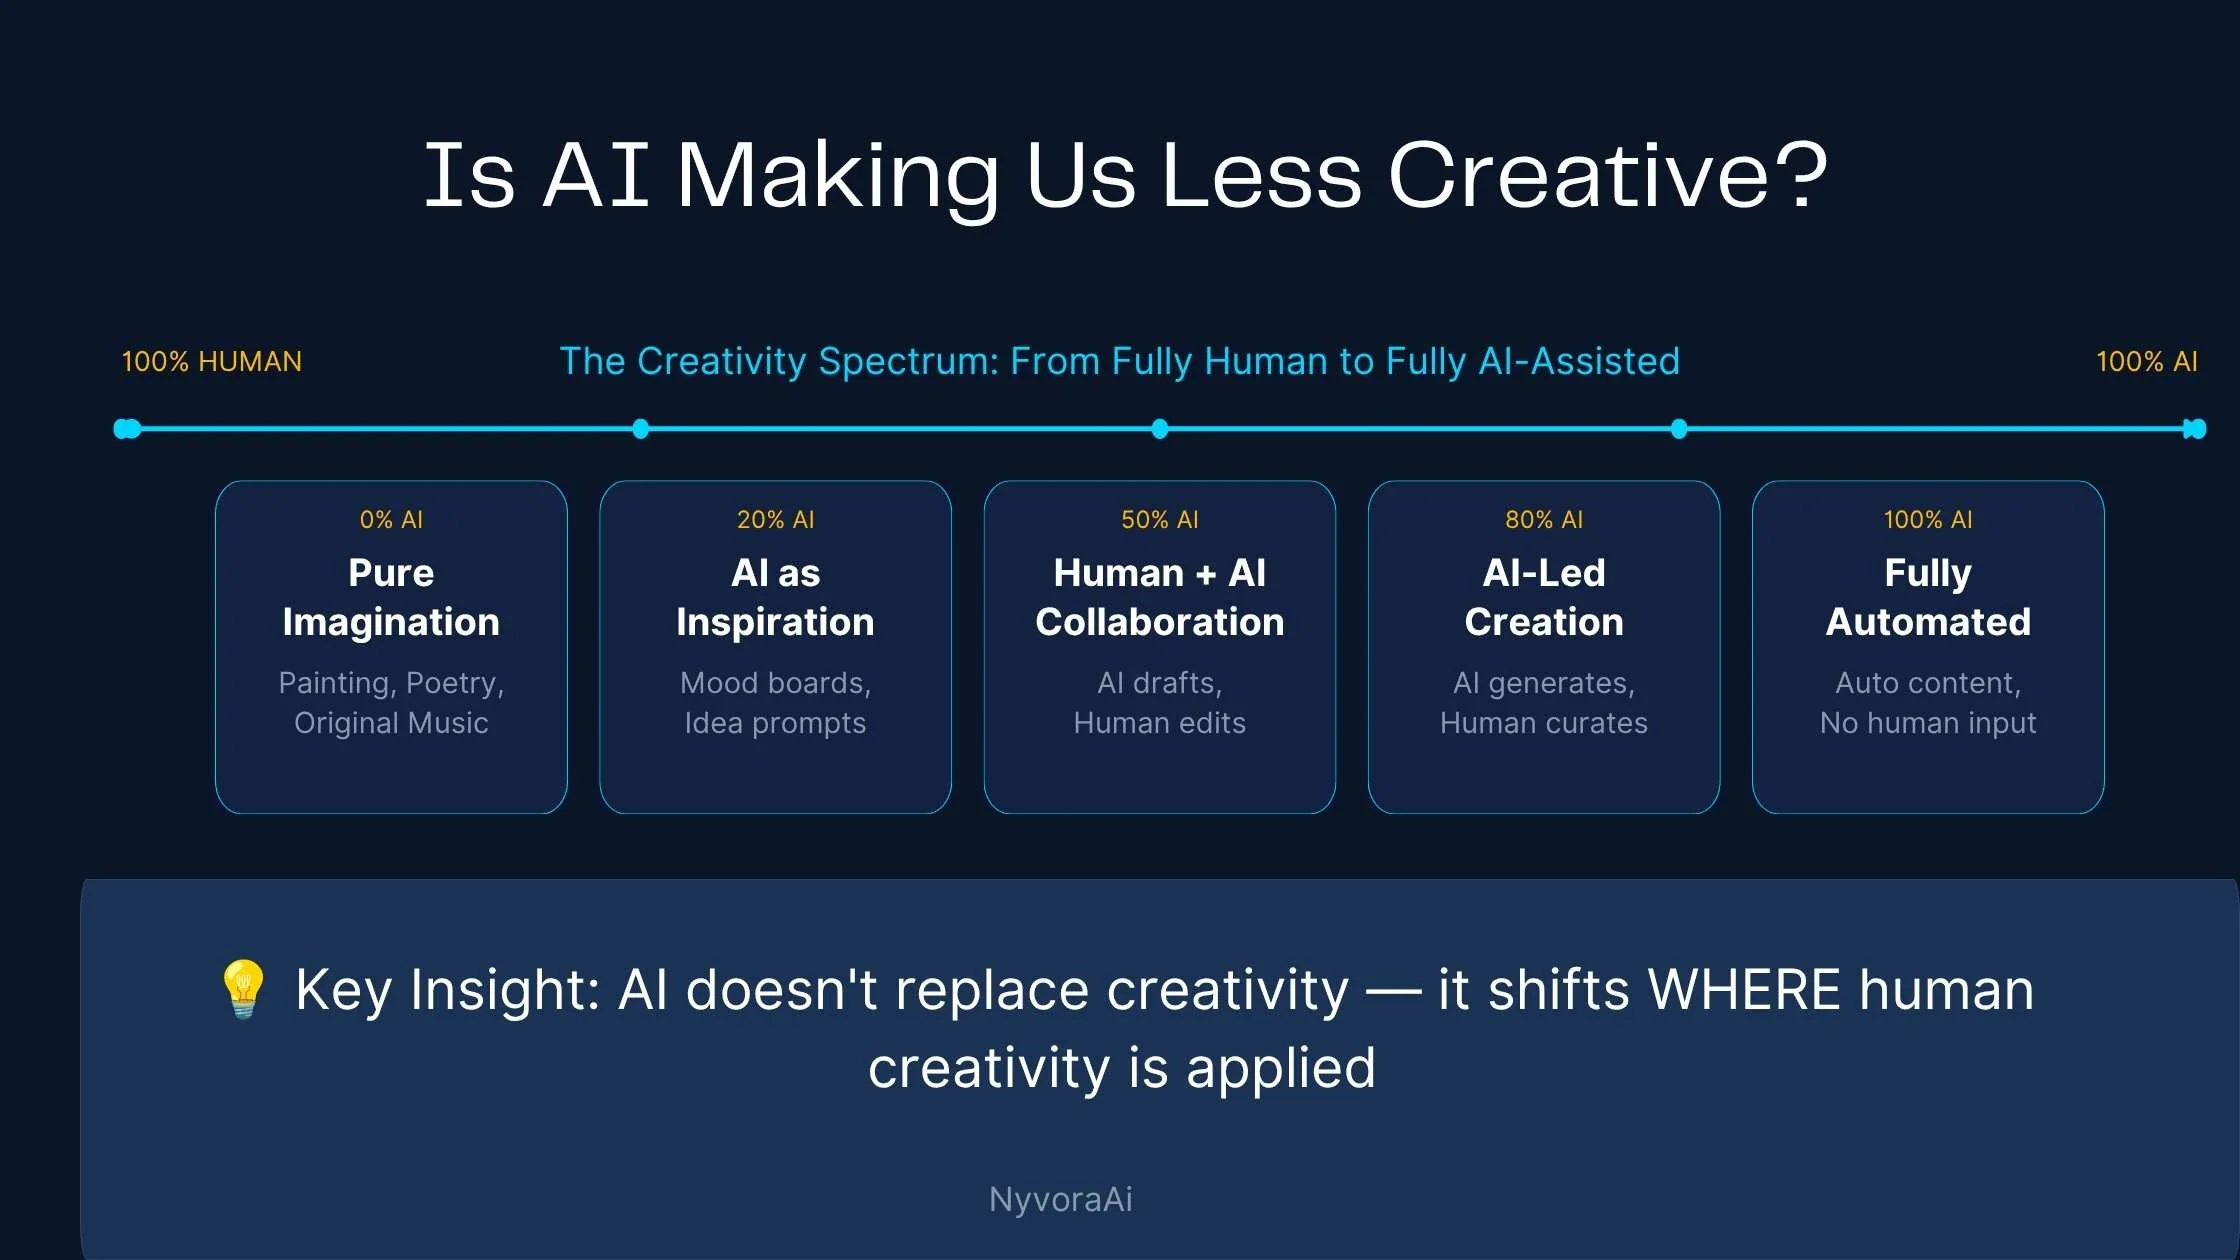 Is AI Making Us Less Creative?
100% HUMAN
The Creativity Spectrum: From Fully Human to Fully AI-Assisted
100% AI
0% AI
Pure
Imagination
Painting, Poetry,
Original Music
20% AI
AI as
Inspiration
Mood boards,
Idea prompts
50% AI
Human + AI
Collaboration
AI drafts,
Human edits
80% AI
AI-Led
Creation
AI generates,
Human curates
100% AI
Fully
Automated
Auto content,
No human input
💡 Key Insight: AI doesn't replace creativity — it shifts WHERE human
creativity is applied
NyvoraAi